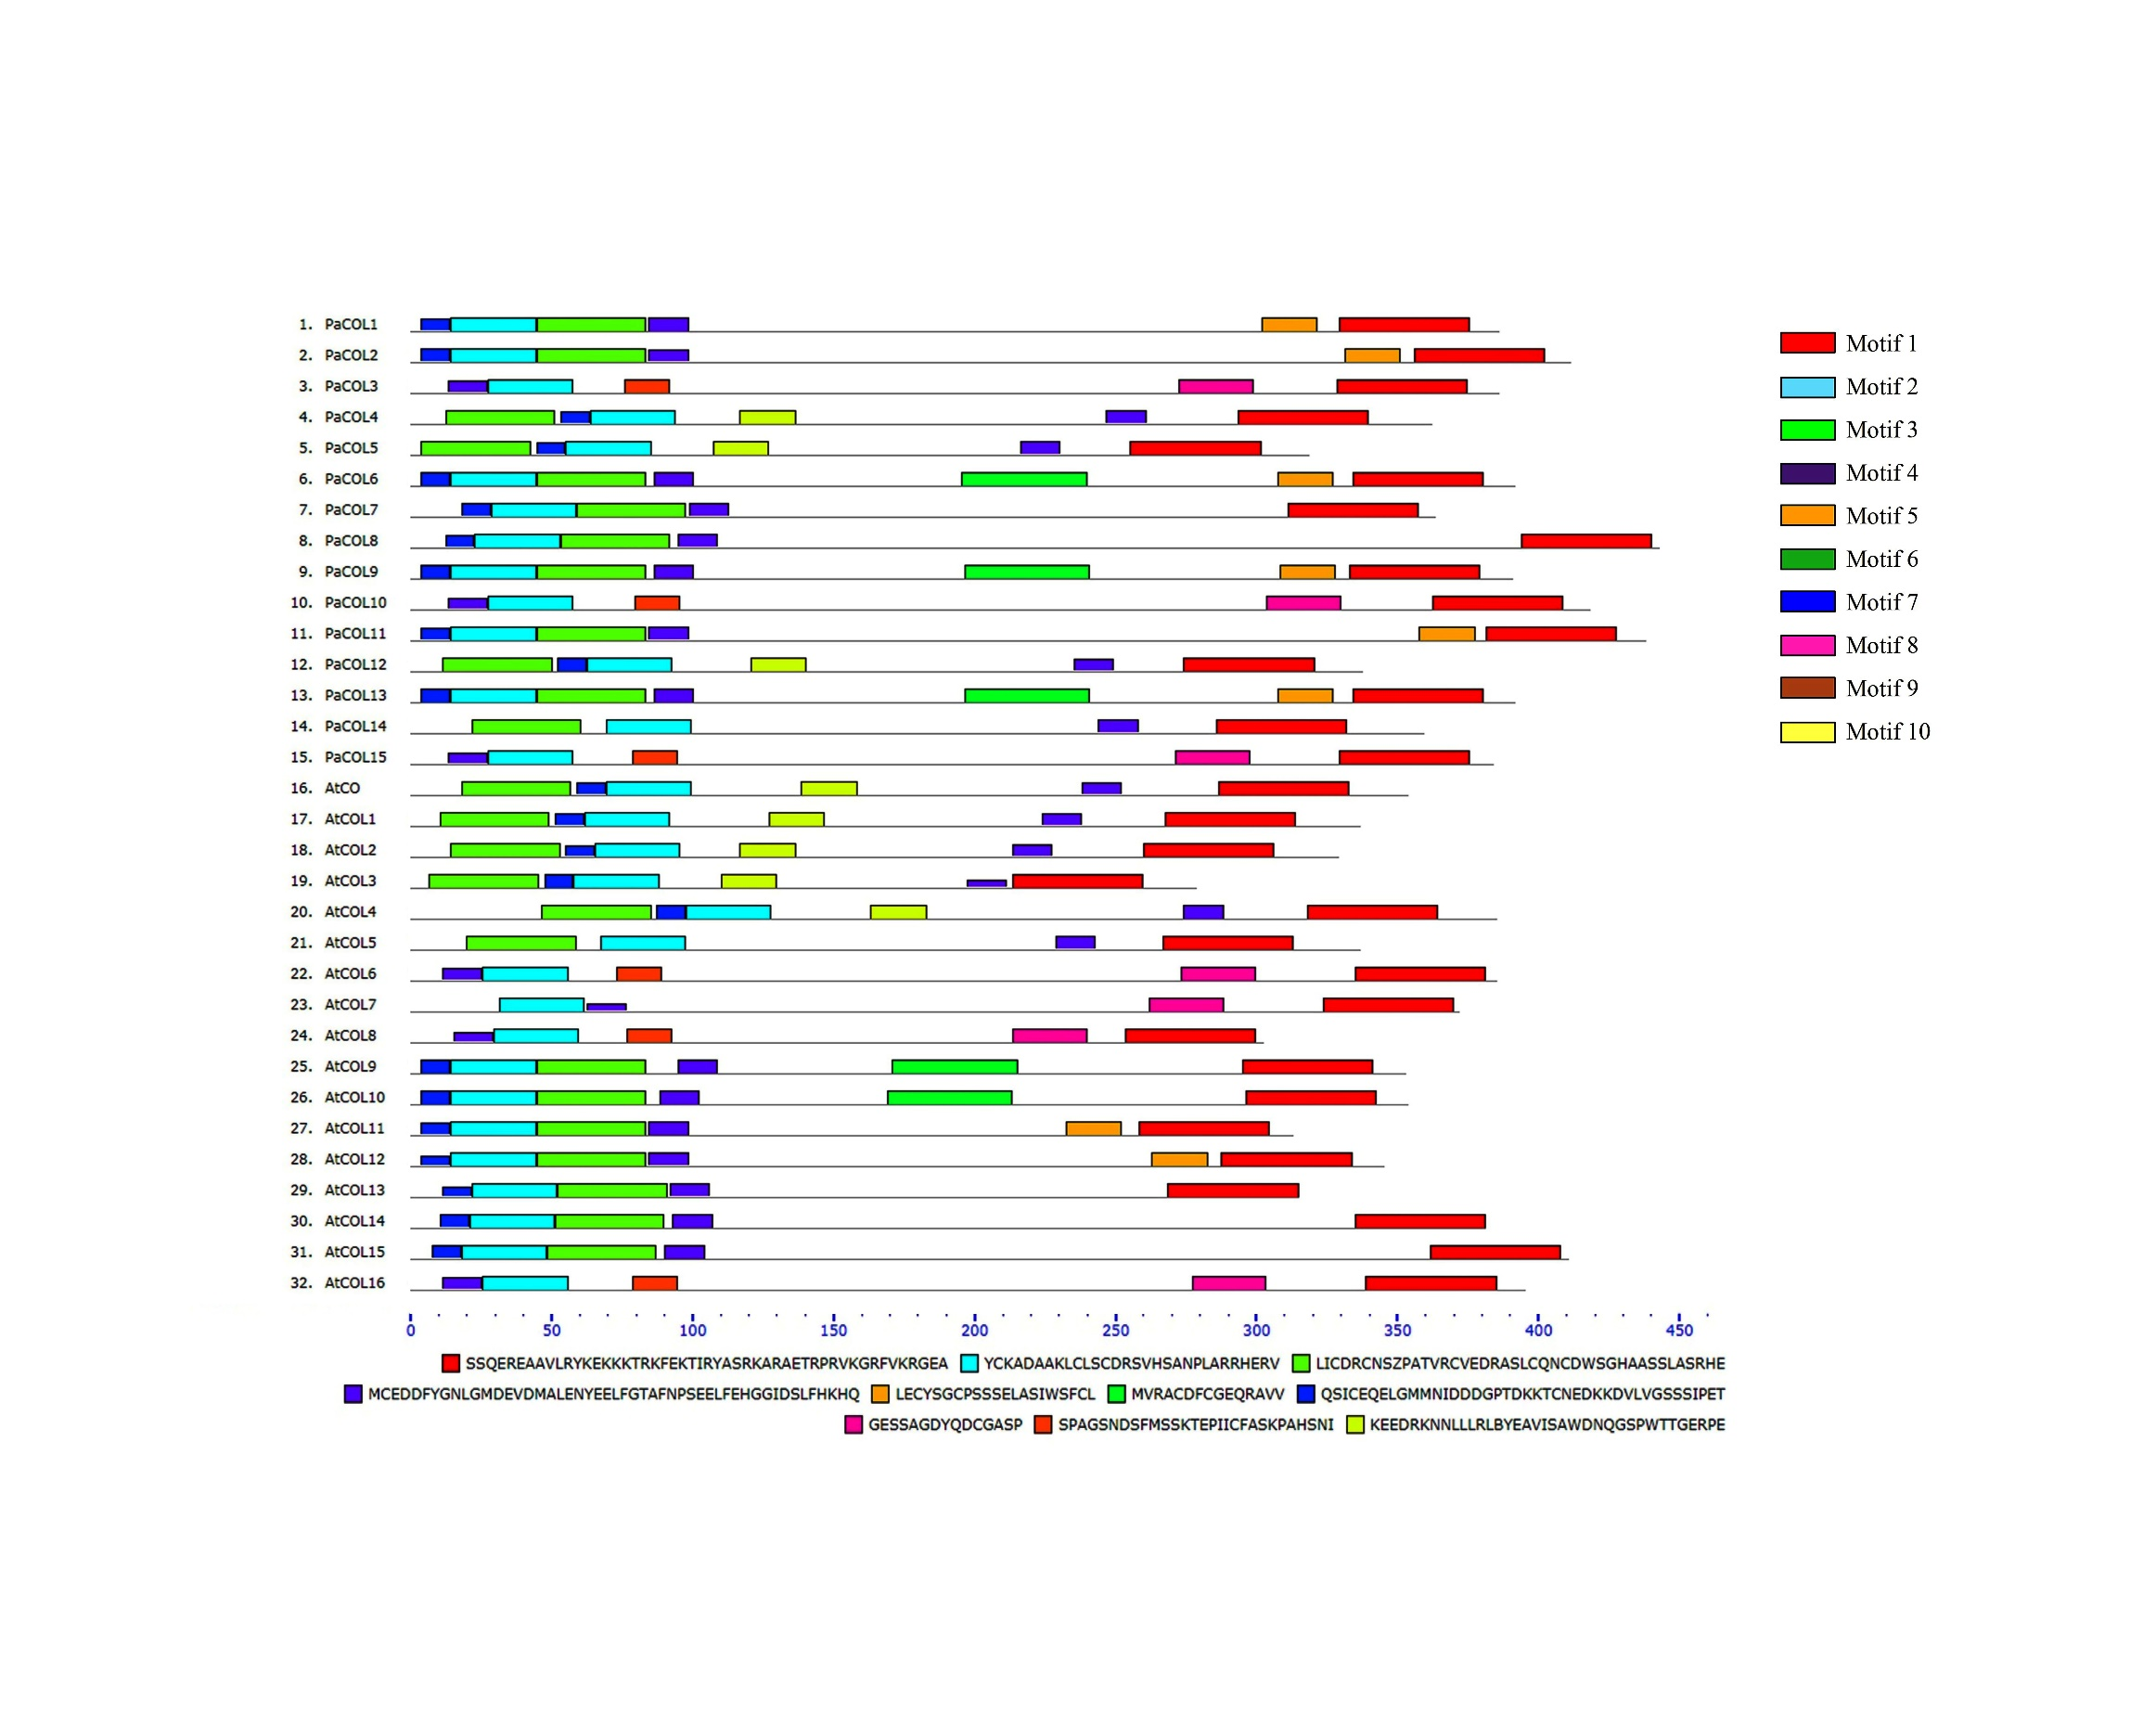 1. PaCOL1
2. PaCOL2
3. PaCOL3
4. PaCOL4
5. PaCOL5
6. PaCOL6
7. PaCOL7
8. PaCOL8
9. PaCOL9
10. PaCOL10
11. PaCOL11
12. PaCOL12
13. PaCOL13
14. PaCOL14
15. PaCOL15
16. AtCO
17. AtCOL1
18. AtCOL2
19. AtCOL3
20. AtCOL4
21. AtCOL5
22. AtCOL6
23. AtCOL7
24. AtCOL8
25. AtCOL9
26. AtCOL10
27. AtCOL11
28. AtCOL12
29. AtCOL13
30. AtCOL14
31. AtCOL15
32. AtCOL16
0 50 100 150 200 250 300 350 400 450
SSQEREAAVLRYKEKKKTRKFEKTIRYASRKARAETRPRVKGRFVKRGEA YCKADAAKLCLSCDRSVHSANPLARRHERV LICDRCNSZPATVRCVEDRASLCQNCDWSGHAASSLASRHE
MCEDDFYGNLGMDEVDMALENYEELFGTAFNPSEELFEHGGIDSLFHKHQ LECYSGCPSSSELASIWSFCL MVRACDFCGEQRAVV QSICEQELGMMNIDDDGPTDKKTCNEDKKDVLVGSSSIPET
GESSAGDYQDCGASP SPAGSNDSFMSSKTEPIICFASKPAHSNI KEEDRKNNLLLRLBYEAVISAWDNQGSPWTTGERPE
Motif 1
Motif 2
Motif 3
Motif 4
Motif 5
Motif 6
Motif 7
Motif 8
Motif 9
Motif 10